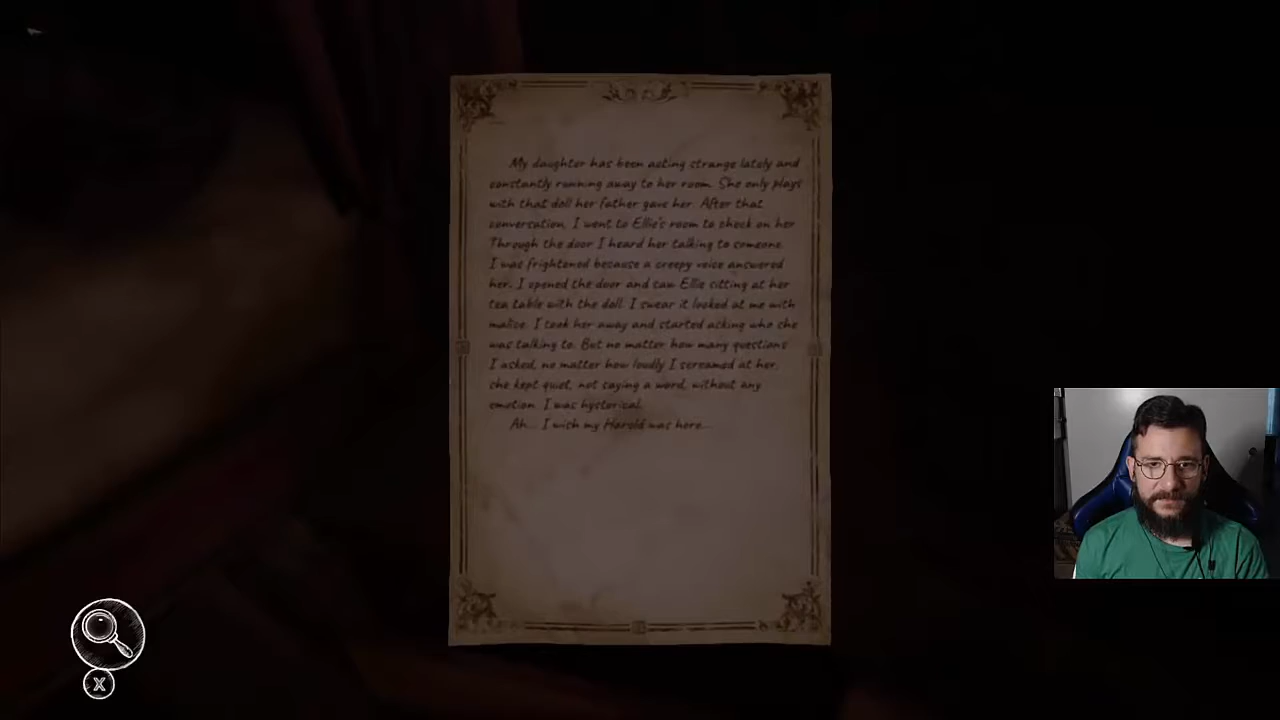 My daughter has been acting strange lately and
constantly running away to her room. She only plays
with that doll her father gave her. After that
conversation, I went to Ellie's room to check on her
Through the door I heard her talking to someone.
I was frightened because a creepy voice answered
her. I opened the door and saw Ellie sitting at her
tea table with the doll. I swear it looked at me with
malice. I took her away and started asking who she
was talking to. But no matter how many questions
I asked, no matter how loudly I screamed at her,
she kept quiet, not saying a word, without any
emotion. I was hysterical.
Ah... I wish my Harold was here...
X